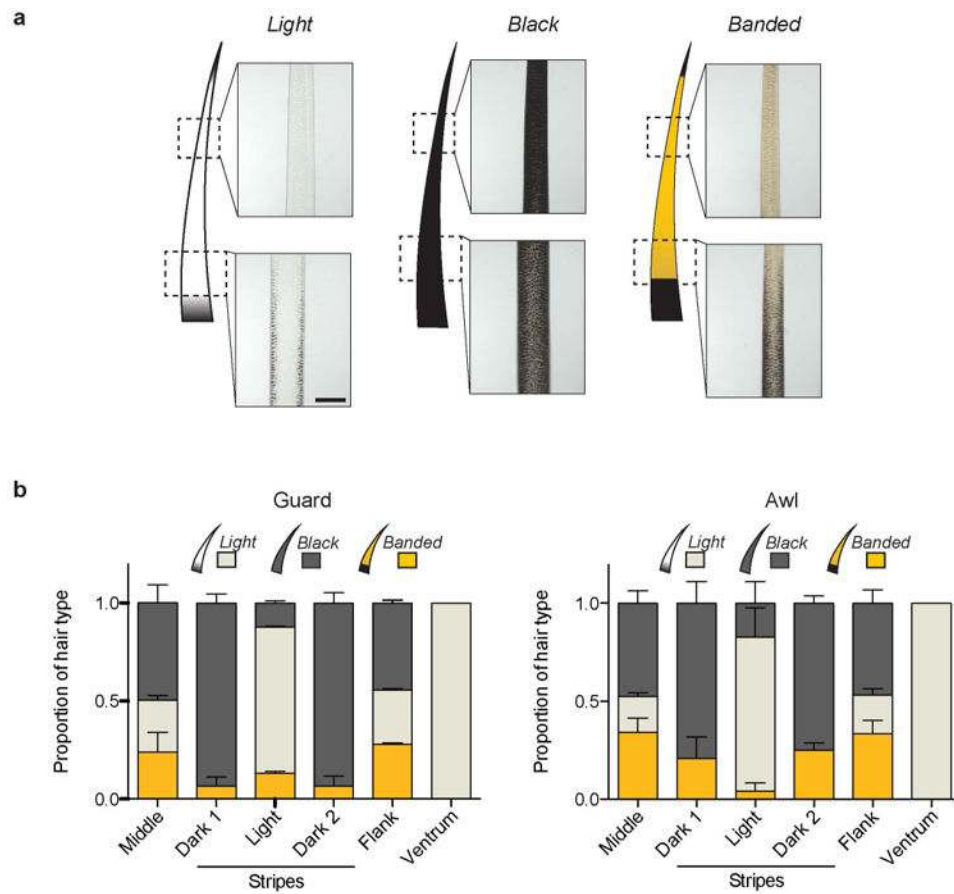 a
Light Black Banded
b
Guard
Light Black Banded
Proportion of hair type
1.0
0.5
0.0
Middle Dark 1 Light Dark 2 Flank Ventrum
Stripes
Awl
Light Black Banded
Proportion of hair type
1.0
0.5
0.0
Middle Dark 1 Light Dark 2 Flank Ventrum
Stripes